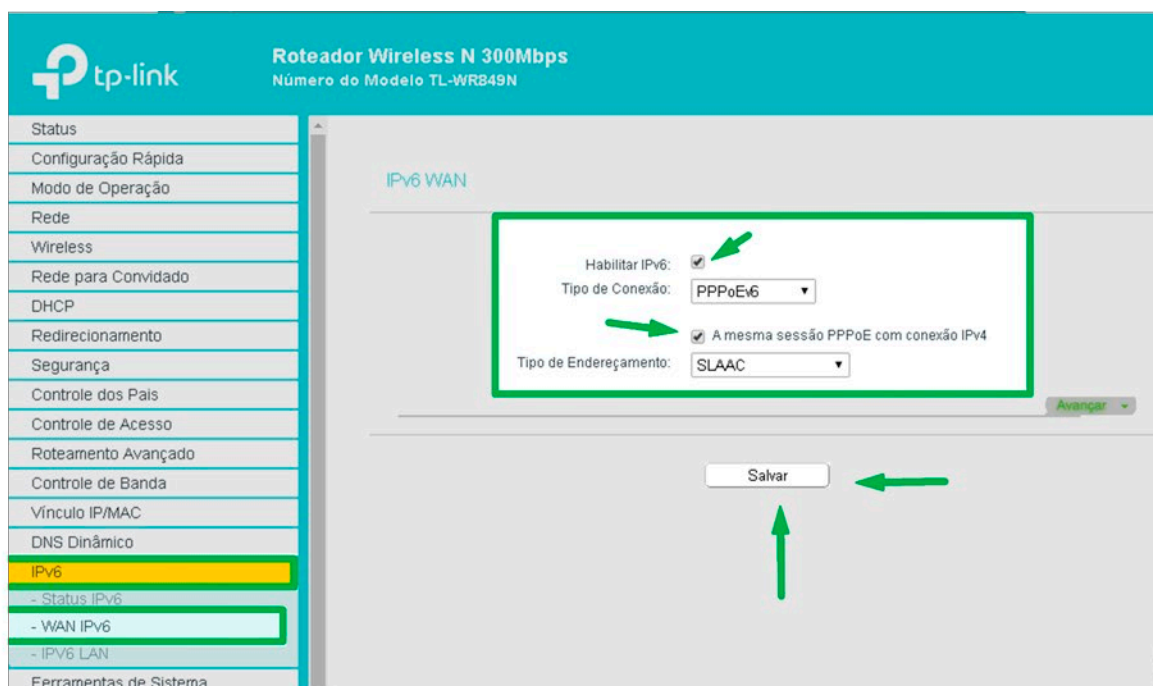 tp-link
Roteador Wireless N 300Mbps
Número do Modelo TL-WR849N
Status
Configuração Rápida
Modo de Operação
Rede
Wireless
Rede para Convidado
DHCP
Redirecionamento
Segurança
Controle dos Pais
Controle de Acesso
Roteamento Avançado
Controle de Banda
Vínculo IP/MAC
DNS Dinâmico
IPv6
- Status IPv6
- WAN IPv6
- IPV6 LAN
Ferramentas de Sistema
IPv6 WAN
Habilitar IPv6:
Tipo de Conexão: PPPoEv6
A mesma sessão PPPoE com conexão IPv4
Tipo de Endereçamento: SLAAC
Avançar
Salvar